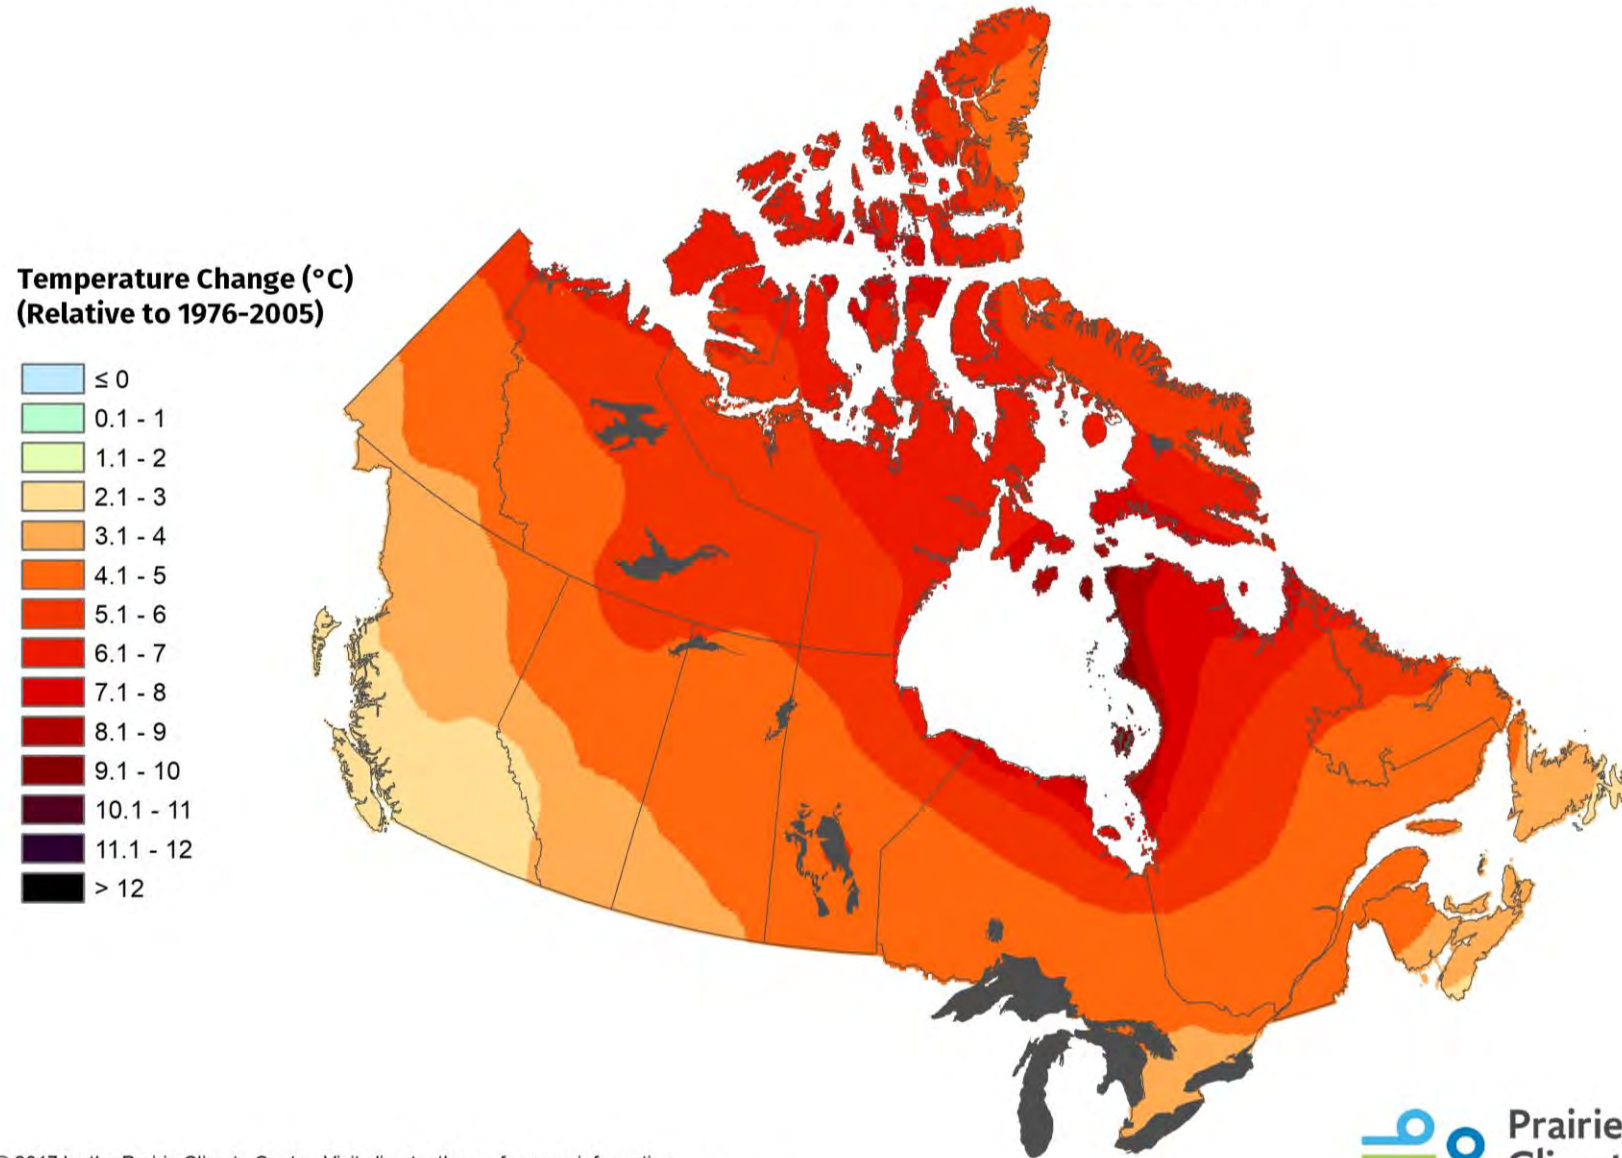 Temperature Change (°C)
(Relative to 1976-2005)
≤ 0
0.1 - 1
1.1 - 2
2.1 - 3
3.1 - 4
4.1 - 5
5.1 - 6
6.1 - 7
7.1 - 8
8.1 - 9
9.1 - 10
10.1 - 11
11.1 - 12
> 12
Prairie